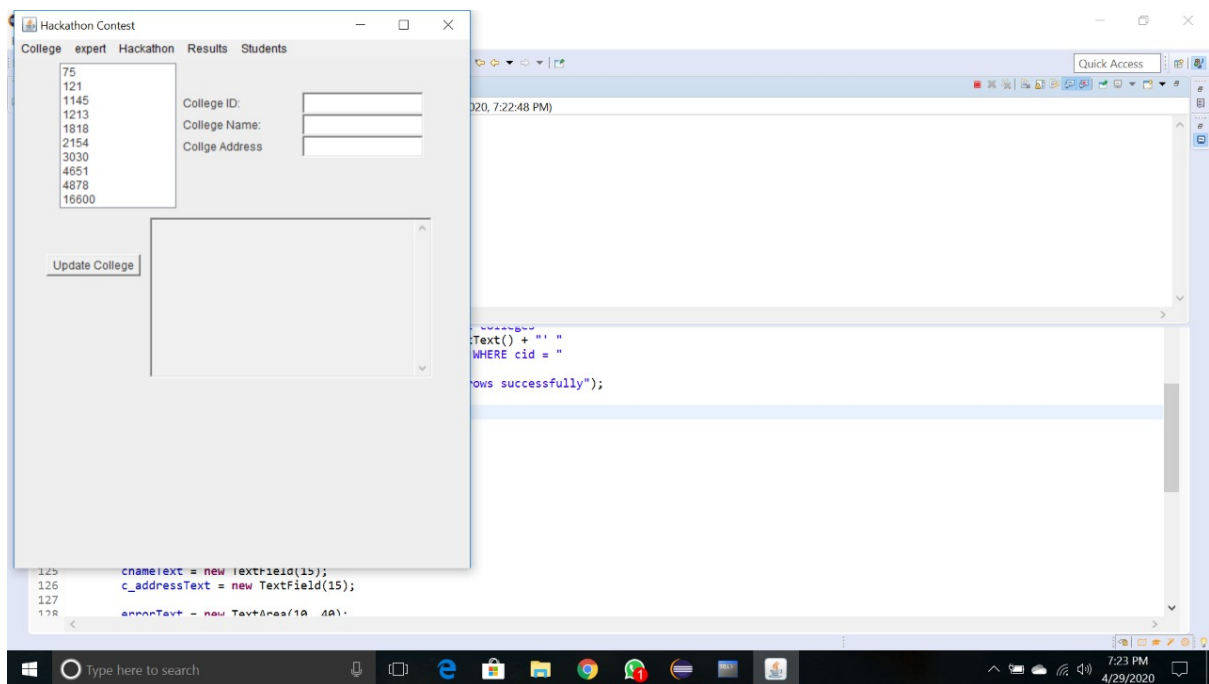 Hackathon Contest
College expert Hackathon Results Students
75
121
1145
1213
1818
2154
3030
4651
4878
16600
College ID:
College Name:
Collge Address
Update College
Quick Access
020, 7:22:48 PM)
:Text() + "' "
WHERE cid = "
rows successfully");
125 cnameText = new TextField(15);
126 c_addressText = new TextField(15);
127
128 errorText = new TextArea(10, 40);
Type here to search
7:23 PM
4/29/2020